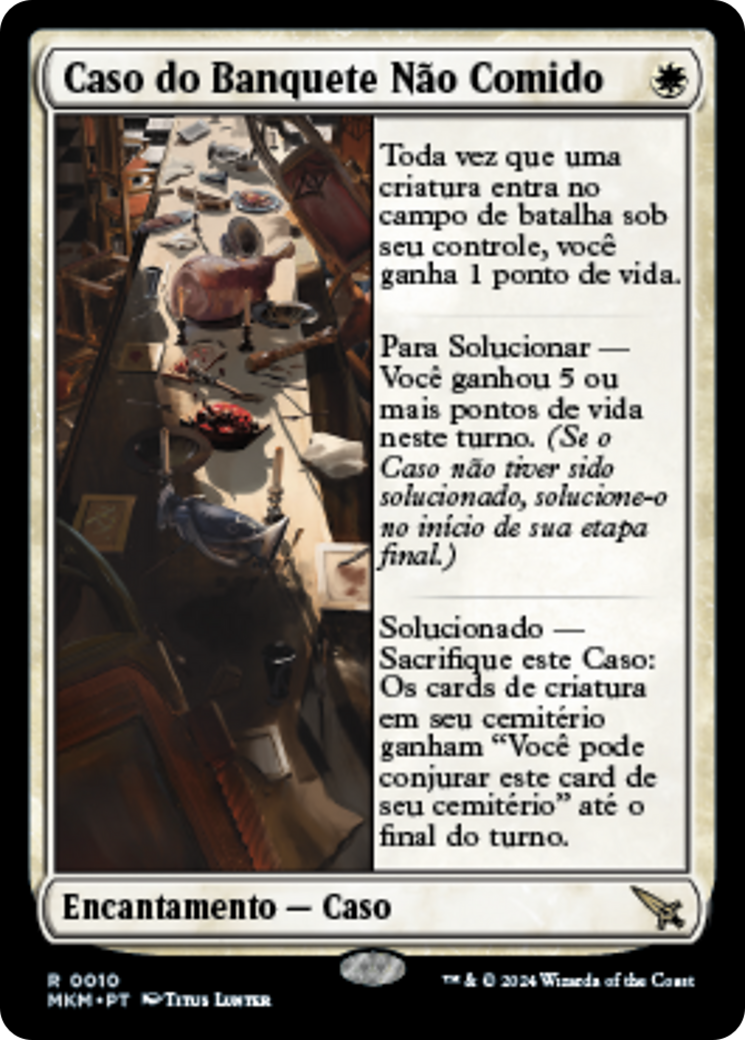 Caso do Banquete Não Comido
Toda vez que uma
criatura entra no
campo de batalha sob
seu controle, você
ganha 1 ponto de vida.
Para Solucionar —
Você ganhou 5 ou
mais pontos de vida
neste turno. (Se o
Caso não tiver sido
solucionado, solucione-o
no início de sua etapa
final.)
Solucionado —
Sacrifique este Caso:
Os cards de criatura
em seu cemitério
ganham “Você pode
conjurar este card de
seu cemitério” até o
final do turno.
Encantamento — Caso
R 0010
MKM • PT Titus Lunter
™ & © 2024 Wizards of the Coast